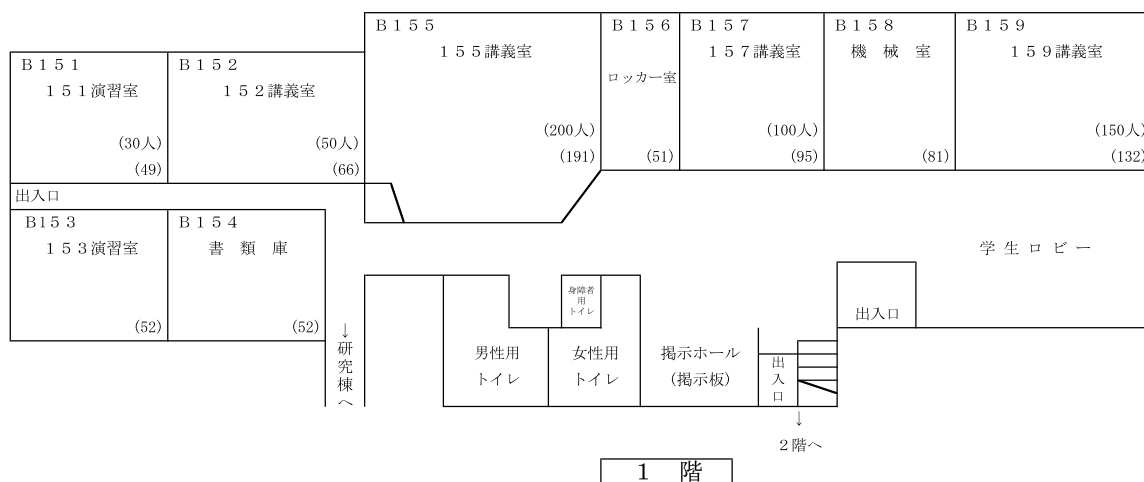 Ｂ１５１
１５１演習室
(30人)
(49)
Ｂ１５２
１５２講義室
(50人)
(66)
Ｂ１５５
１５５講義室
(200人)
(191)
Ｂ１５６
ロッカー室
(51)
Ｂ１５７
１５７講義室
(100人)
(95)
Ｂ１５８
機　械　室
(81)
Ｂ１５９
１５９講義室
(150人)
(132)
出入口
Ｂ15３
１５３演習室
(52)
Ｂ１５４
書　類　庫
(52)
学 生 ロ ビ ー
↓研究棟へ
男性用
トイレ
身障者
用
トイレ
女性用
トイレ
掲示ホール
(掲示板)
出入口
出入口
↓
２階へ
１　階